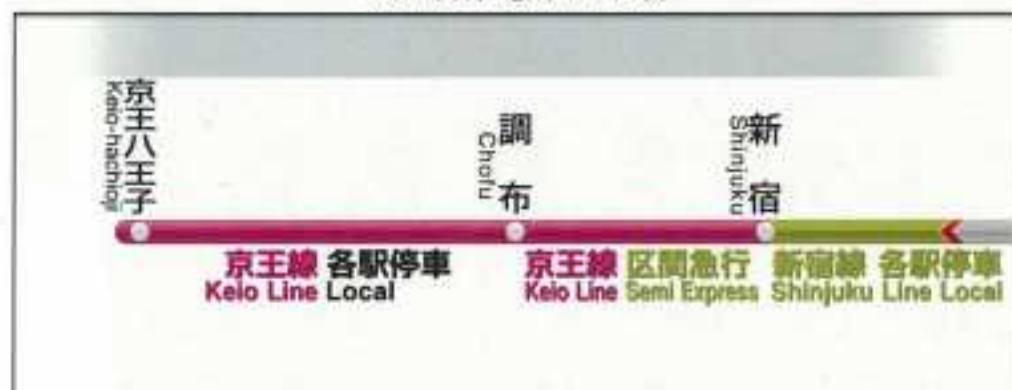 京王八王子
Keio-hachioji
調布
Chofu
新宿
Shinjuku
京王線 各駅停車
Keio Line Local
京王線 区間急行
Keio Line Semi Express
新宿線 各駅停車
Shinjuku Line Local